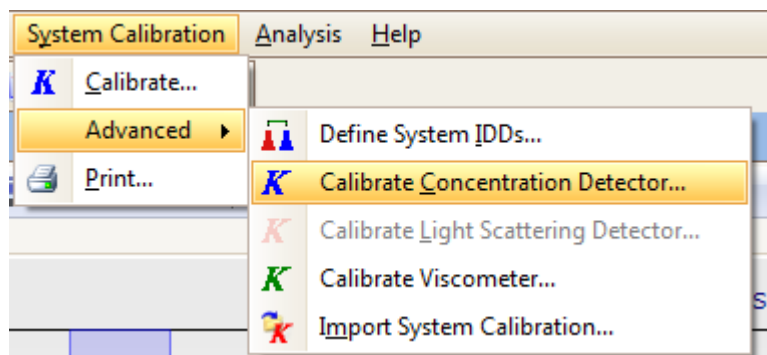 System Calibration Analysis Help
K Calibrate...
Advanced
Print...
Define System IDDs...
K Calibrate Concentration Detector...
K Calibrate Light Scattering Detector...
K Calibrate Viscometer...
K Import System Calibration...
s